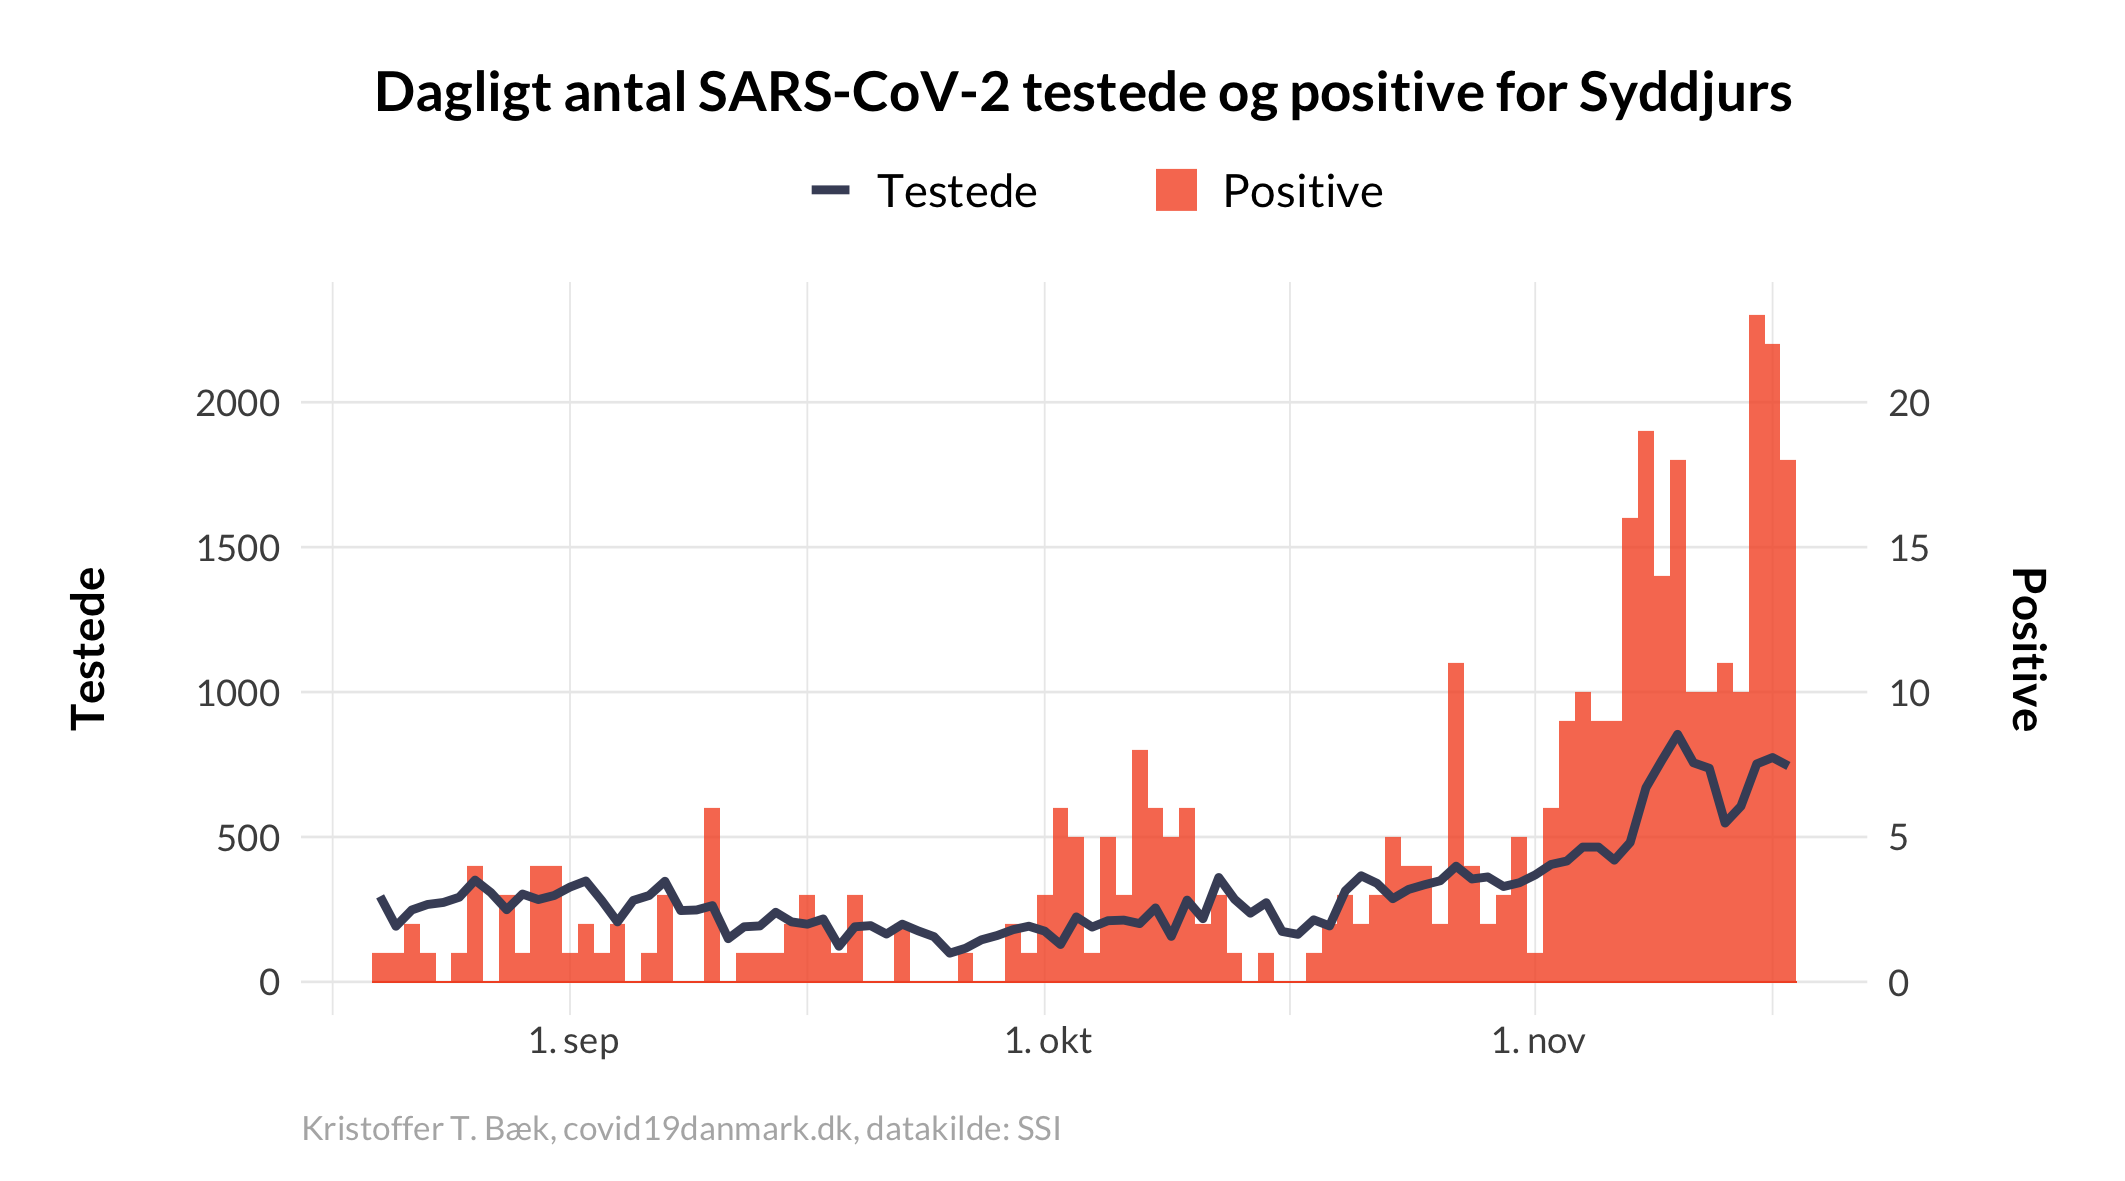 Dagligt antal SARS-CoV-2 testede og positive for Syddjurs
Testede
Positive
2000
1500
1000
500
0
20
15
10
5
0
Testede
Positive
1. sep
1. okt
1. nov
Kristoffer T. Bæk, covid19danmark.dk, datakilde: SSI